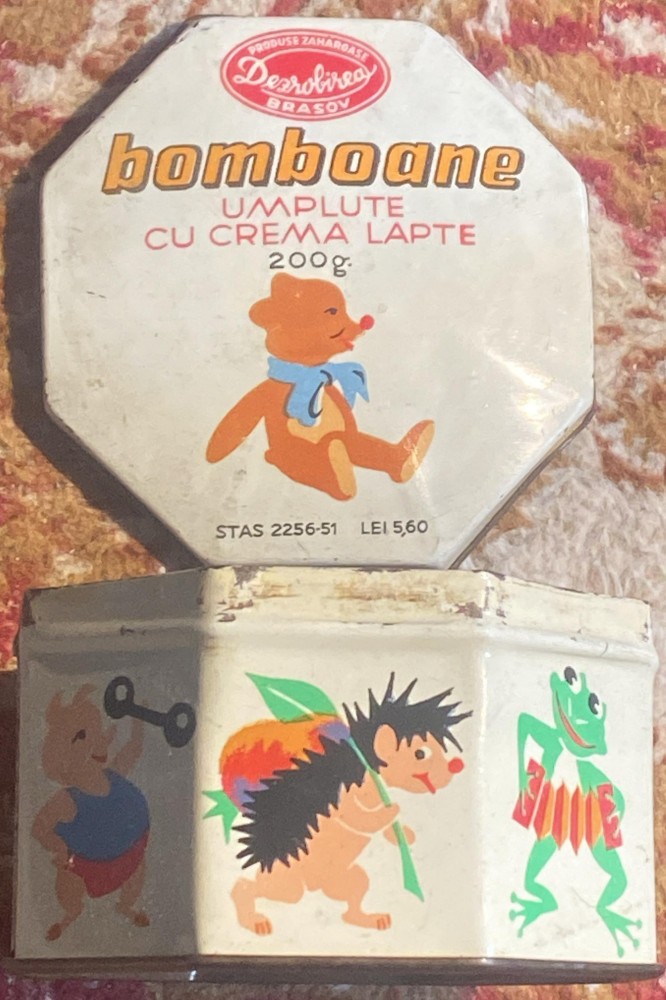 PRODUSE ZAHAROASE
Dezrobirea
BRASOV
bomboane
UMPLUTE
CU CREMA LAPTE
200g.
STAS 2256-51 LEI 5,60